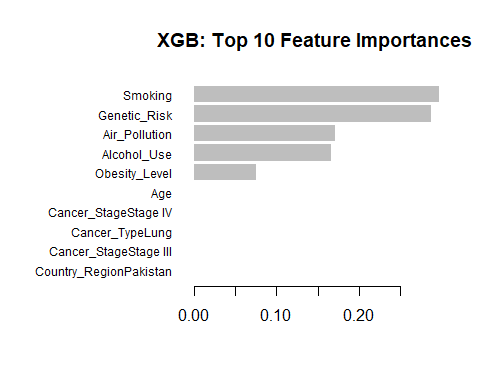 XGB: Top 10 Feature Importances
Smoking
Genetic_Risk
Air_Pollution
Alcohol_Use
Obesity_Level
Age
Cancer_StageStage IV
Cancer_TypeLung
Cancer_StageStage III
Country_RegionPakistan
0.00 0.10 0.20